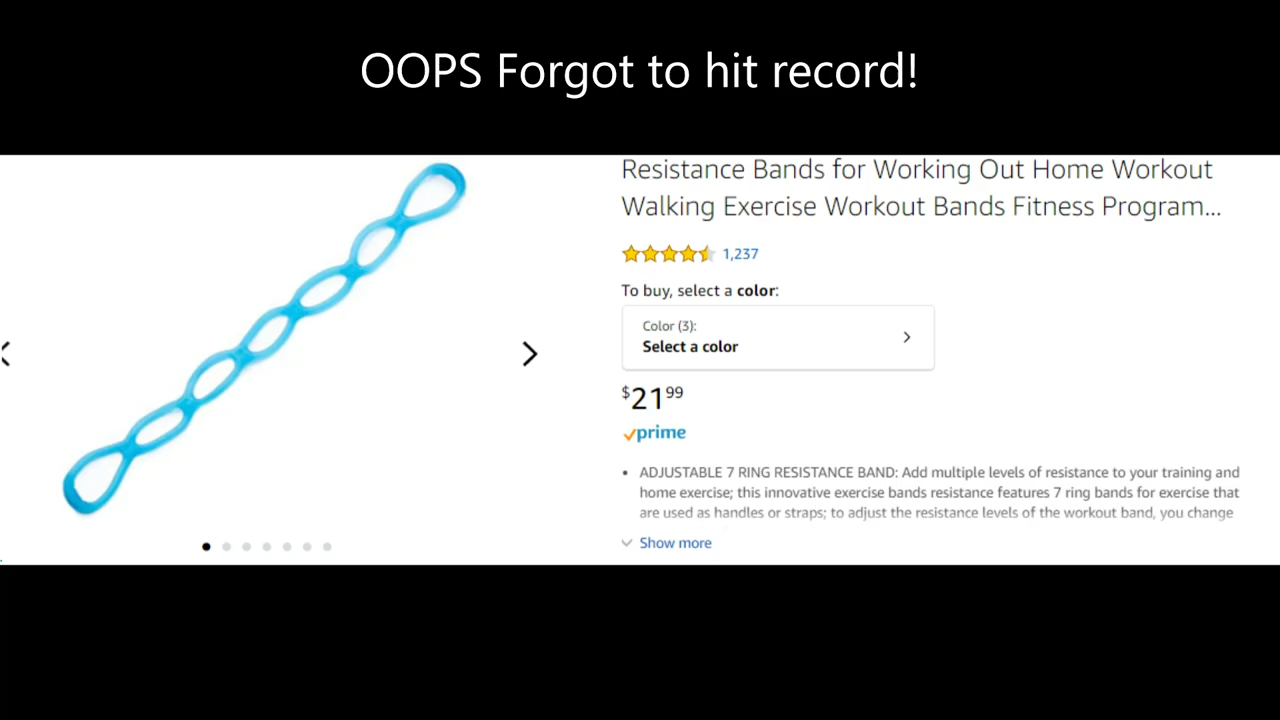 OOPS Forgot to hit record!
Resistance Bands for Working Out Home Workout
Walking Exercise Workout Bands Fitness Program...
1,237
To buy, select a color:
Color (3):
Select a color
$21.99
prime
• ADJUSTABLE 7 RING RESISTANCE BAND: Add multiple levels of resistance to your training and
home exercise; this innovative exercise bands resistance features 7 ring bands for exercise that
are used as handles or straps; to adjust the resistance levels of the workout band, you change
Show more